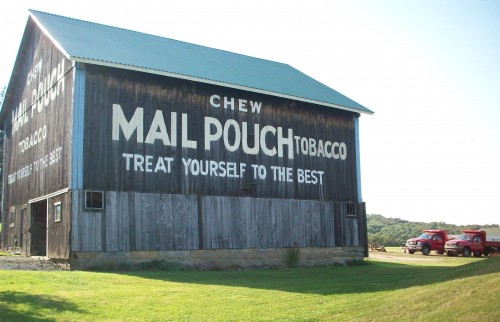 CHEW
MAIL POUCH
TOBACCO
TREAT YOURSELF TO THE BEST
CHEW
MAIL POUCH TOBACCO
TREAT YOURSELF TO THE BEST